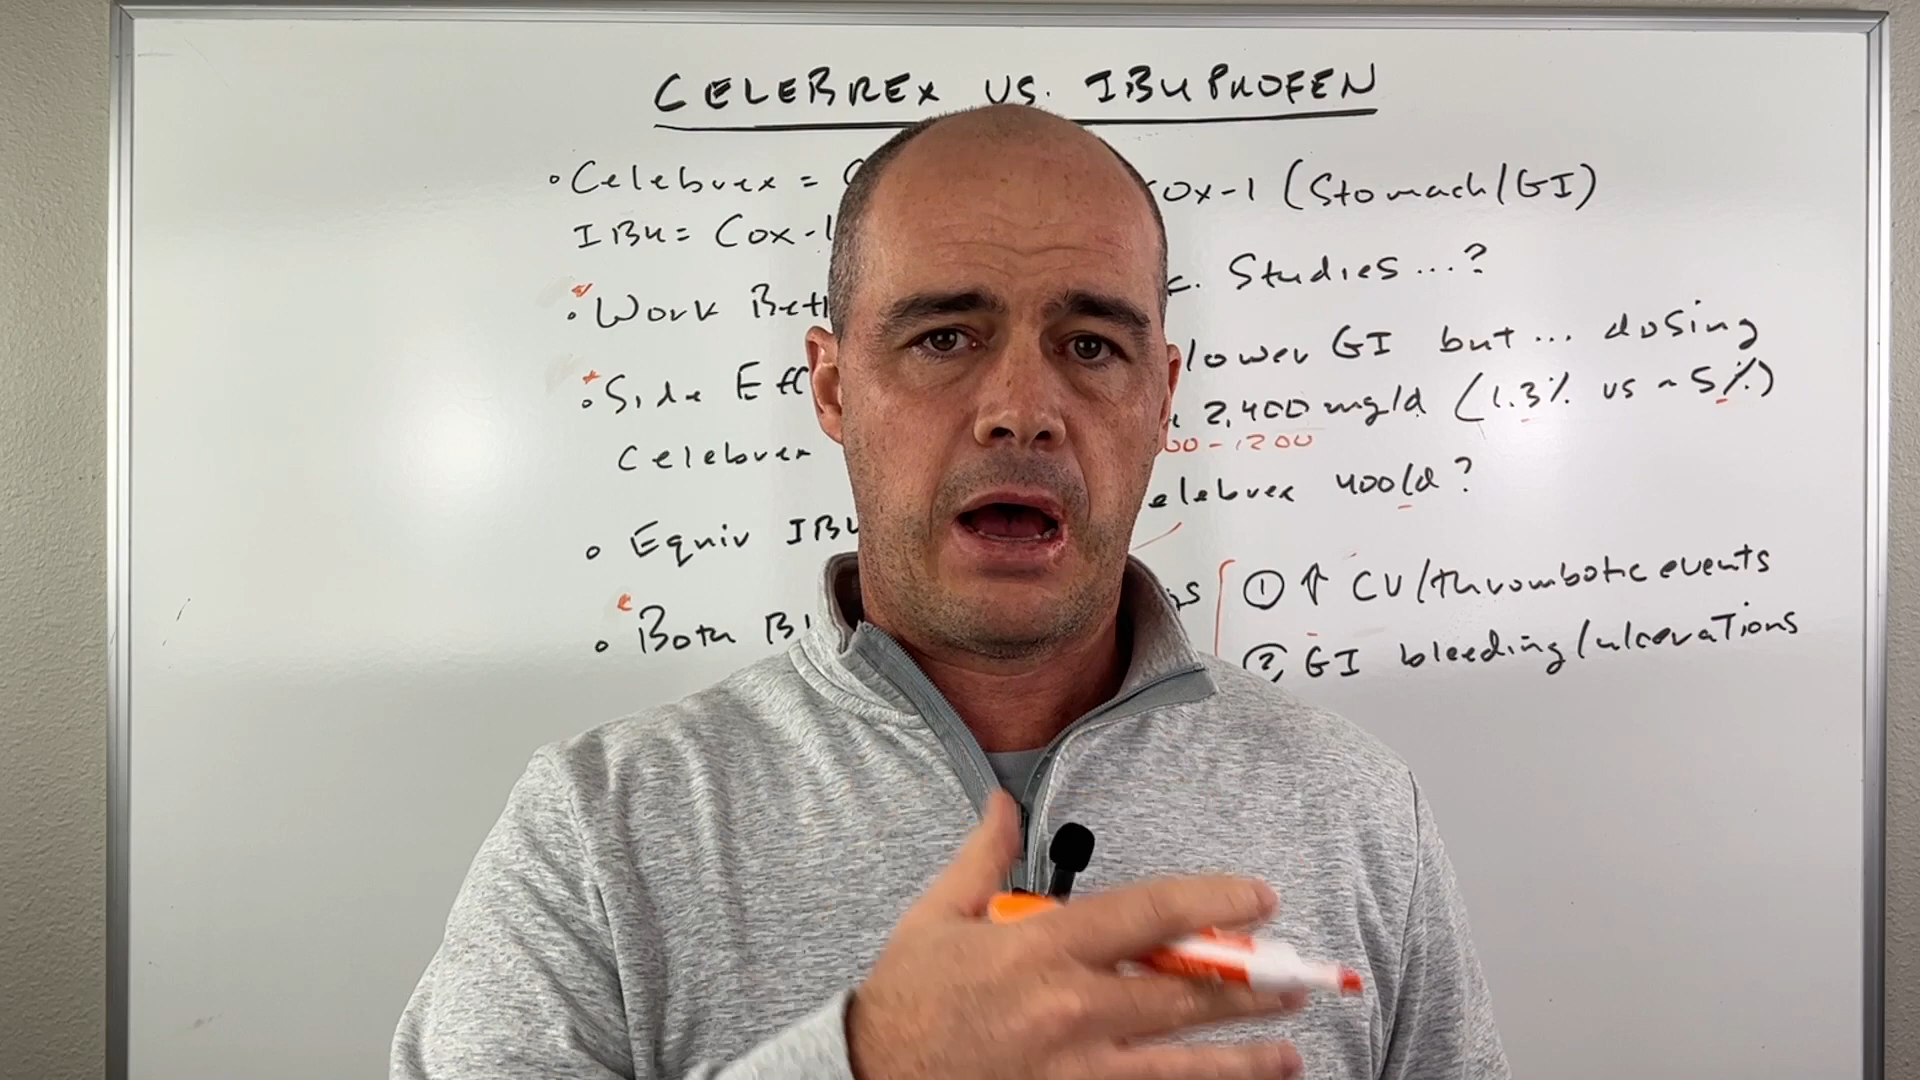 CELEBREX VS. IBUPROFEN
• Celebrex = COX-1 (Stomach/GI)
IBU = Cox-1
• Work Bett c. Studies...?
• Side Eff lower GI but... dosing
2,400 mg/d (1.3% vs ~5%)
00-1200
Celebrex elebrex 400/d?
• Equiv IBU
• Both Bl gs ① ↑ CV/thrombotic events
② GI bleeding/ulcerations